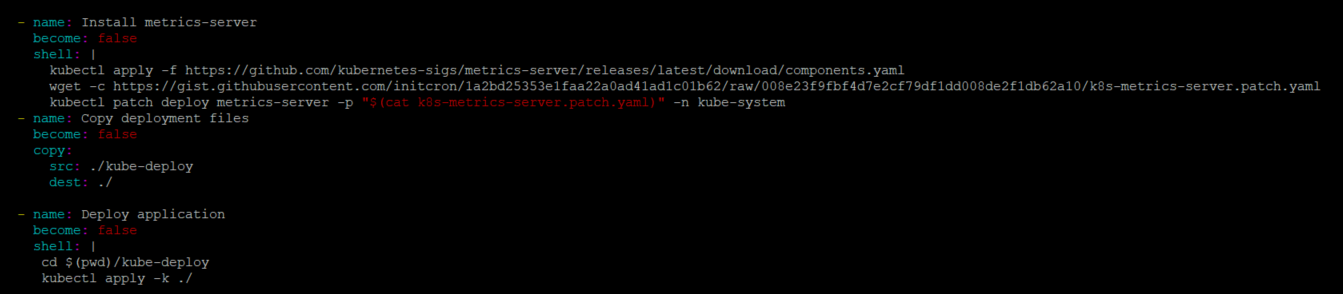 - name: Install metrics-server
  become: false
  shell: |
    kubectl apply -f https://github.com/kubernetes-sigs/metrics-server/releases/latest/download/components.yaml
    wget -c https://gist.githubusercontent.com/initcron/1a2bd25353e1faa22a0ad41ad1c01b62/raw/008e23f9fbf4d7e2cf79df1dd008de2f1db62a10/k8s-metrics-server.patch.yaml
    kubectl patch deploy metrics-server -p "$(cat k8s-metrics-server.patch.yaml)" -n kube-system
- name: Copy deployment files
  become: false
  copy:
    src: ./kube-deploy
    dest: ./

- name: Deploy application
  become: false
  shell: |
   cd $(pwd)/kube-deploy
   kubectl apply -k ./